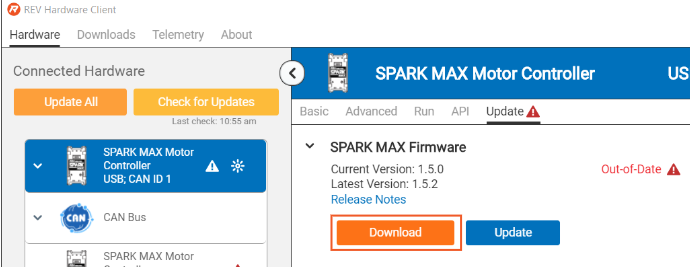 REV Hardware Client
Hardware Downloads Telemetry About
Connected Hardware
Update All Check for Updates
Last check: 10:55 am
SPARK MAX Motor
Controller
USB; CAN ID 1
CAN
CAN Bus
SPARK MAX Motor
SPARK MAX Motor Controller US
Basic Advanced Run API Update
SPARK MAX Firmware
Current Version: 1.5.0 Out-of-Date
Latest Version: 1.5.2
Release Notes
Download Update